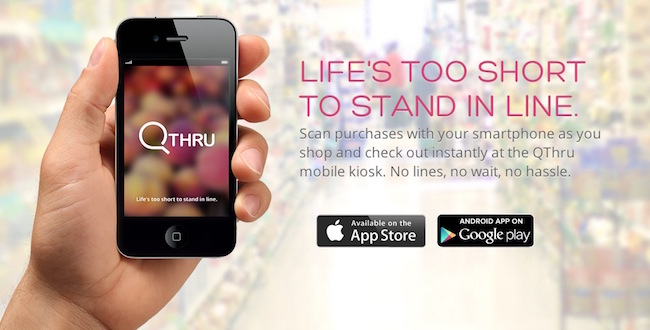 QTHRU
Life's too short to stand in line.
LIFE'S TOO SHORT
TO STAND IN LINE.
Scan purchases with your smartphone as you
shop and check out instantly at the QThru
mobile kiosk. No lines, no wait, no hassle.
Available on the
App Store
ANDROID APP ON
Google play